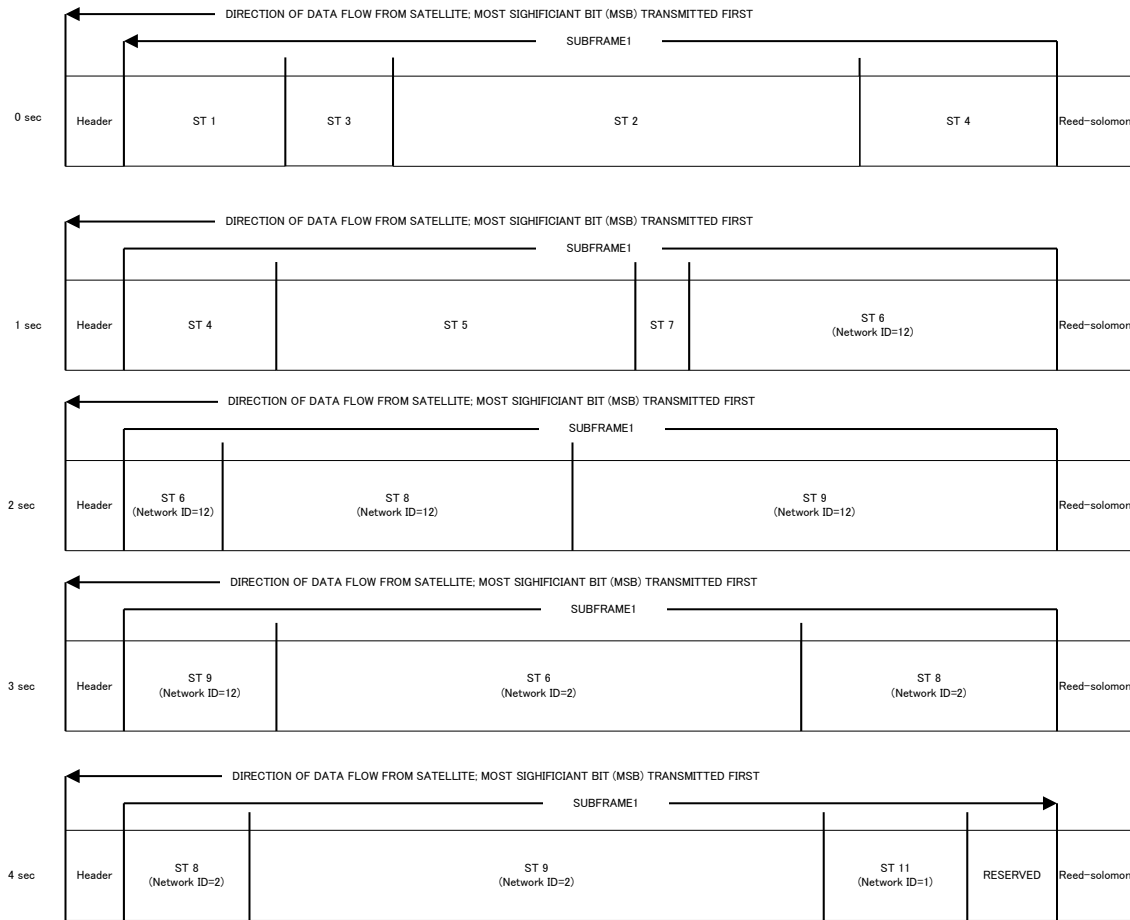 DIRECTION OF DATA FLOW FROM SATELLITE; MOST SIGHIFICIANT BIT (MSB) TRANSMITTED FIRST
SUBFRAME1
0 sec Header ST 1 ST 3 ST 2 ST 4 Reed-solomon
DIRECTION OF DATA FLOW FROM SATELLITE; MOST SIGHIFICIANT BIT (MSB) TRANSMITTED FIRST
SUBFRAME1
1 sec Header ST 4 ST 5 ST 7 ST 6 Reed-solomon
(Network ID=12)
DIRECTION OF DATA FLOW FROM SATELLITE; MOST SIGHIFICIANT BIT (MSB) TRANSMITTED FIRST
SUBFRAME1
2 sec Header ST 6 ST 8 ST 9 Reed-solomon
(Network ID=12) (Network ID=12) (Network ID=12)
DIRECTION OF DATA FLOW FROM SATELLITE; MOST SIGHIFICIANT BIT (MSB) TRANSMITTED FIRST
SUBFRAME1
3 sec Header ST 9 ST 6 ST 8 Reed-solomon
(Network ID=12) (Network ID=2) (Network ID=2)
DIRECTION OF DATA FLOW FROM SATELLITE; MOST SIGHIFICIANT BIT (MSB) TRANSMITTED FIRST
SUBFRAME1
4 sec Header ST 8 ST 9 ST 11 RESERVED Reed-solomon
(Network ID=2) (Network ID=2) (Network ID=1)